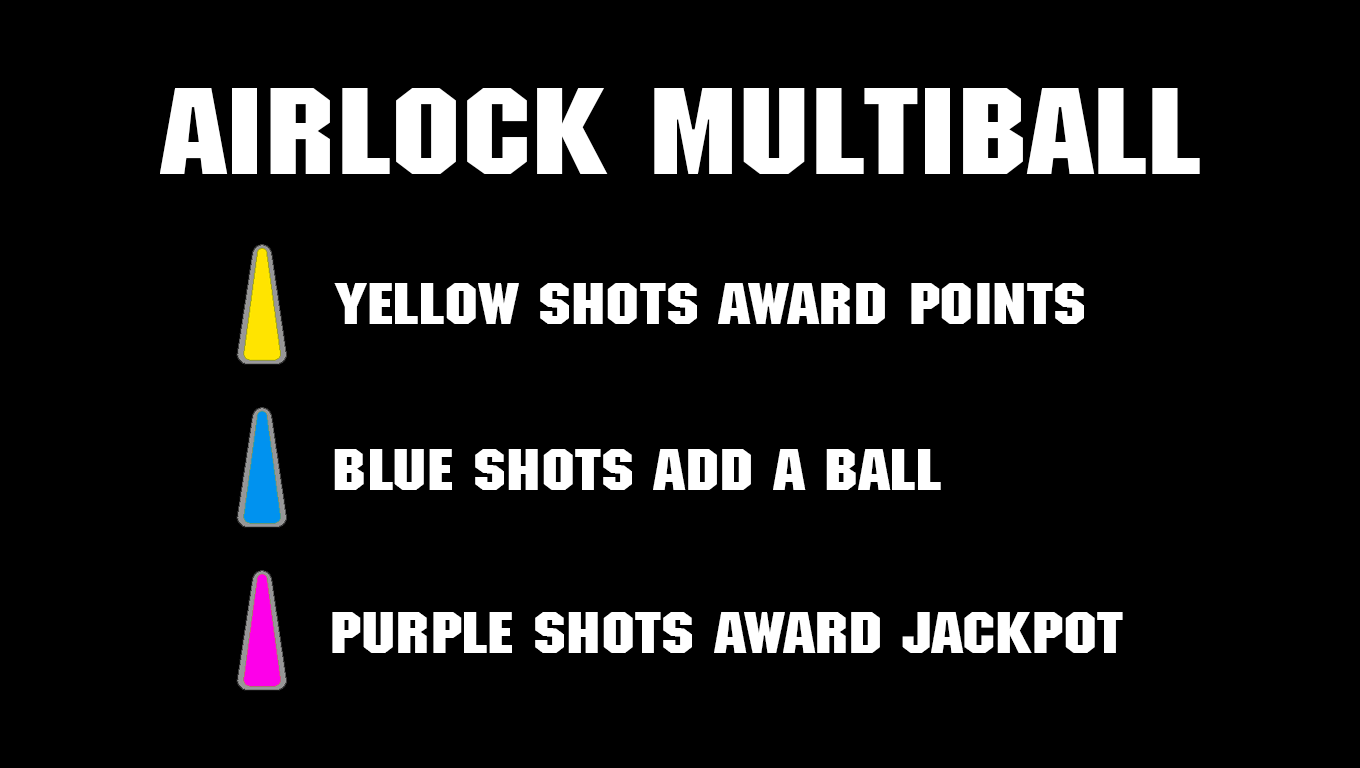 AIRLOCK MULTIBALL
YELLOW SHOTS AWARD POINTS
BLUE SHOTS ADD A BALL
PURPLE SHOTS AWARD JACKPOT